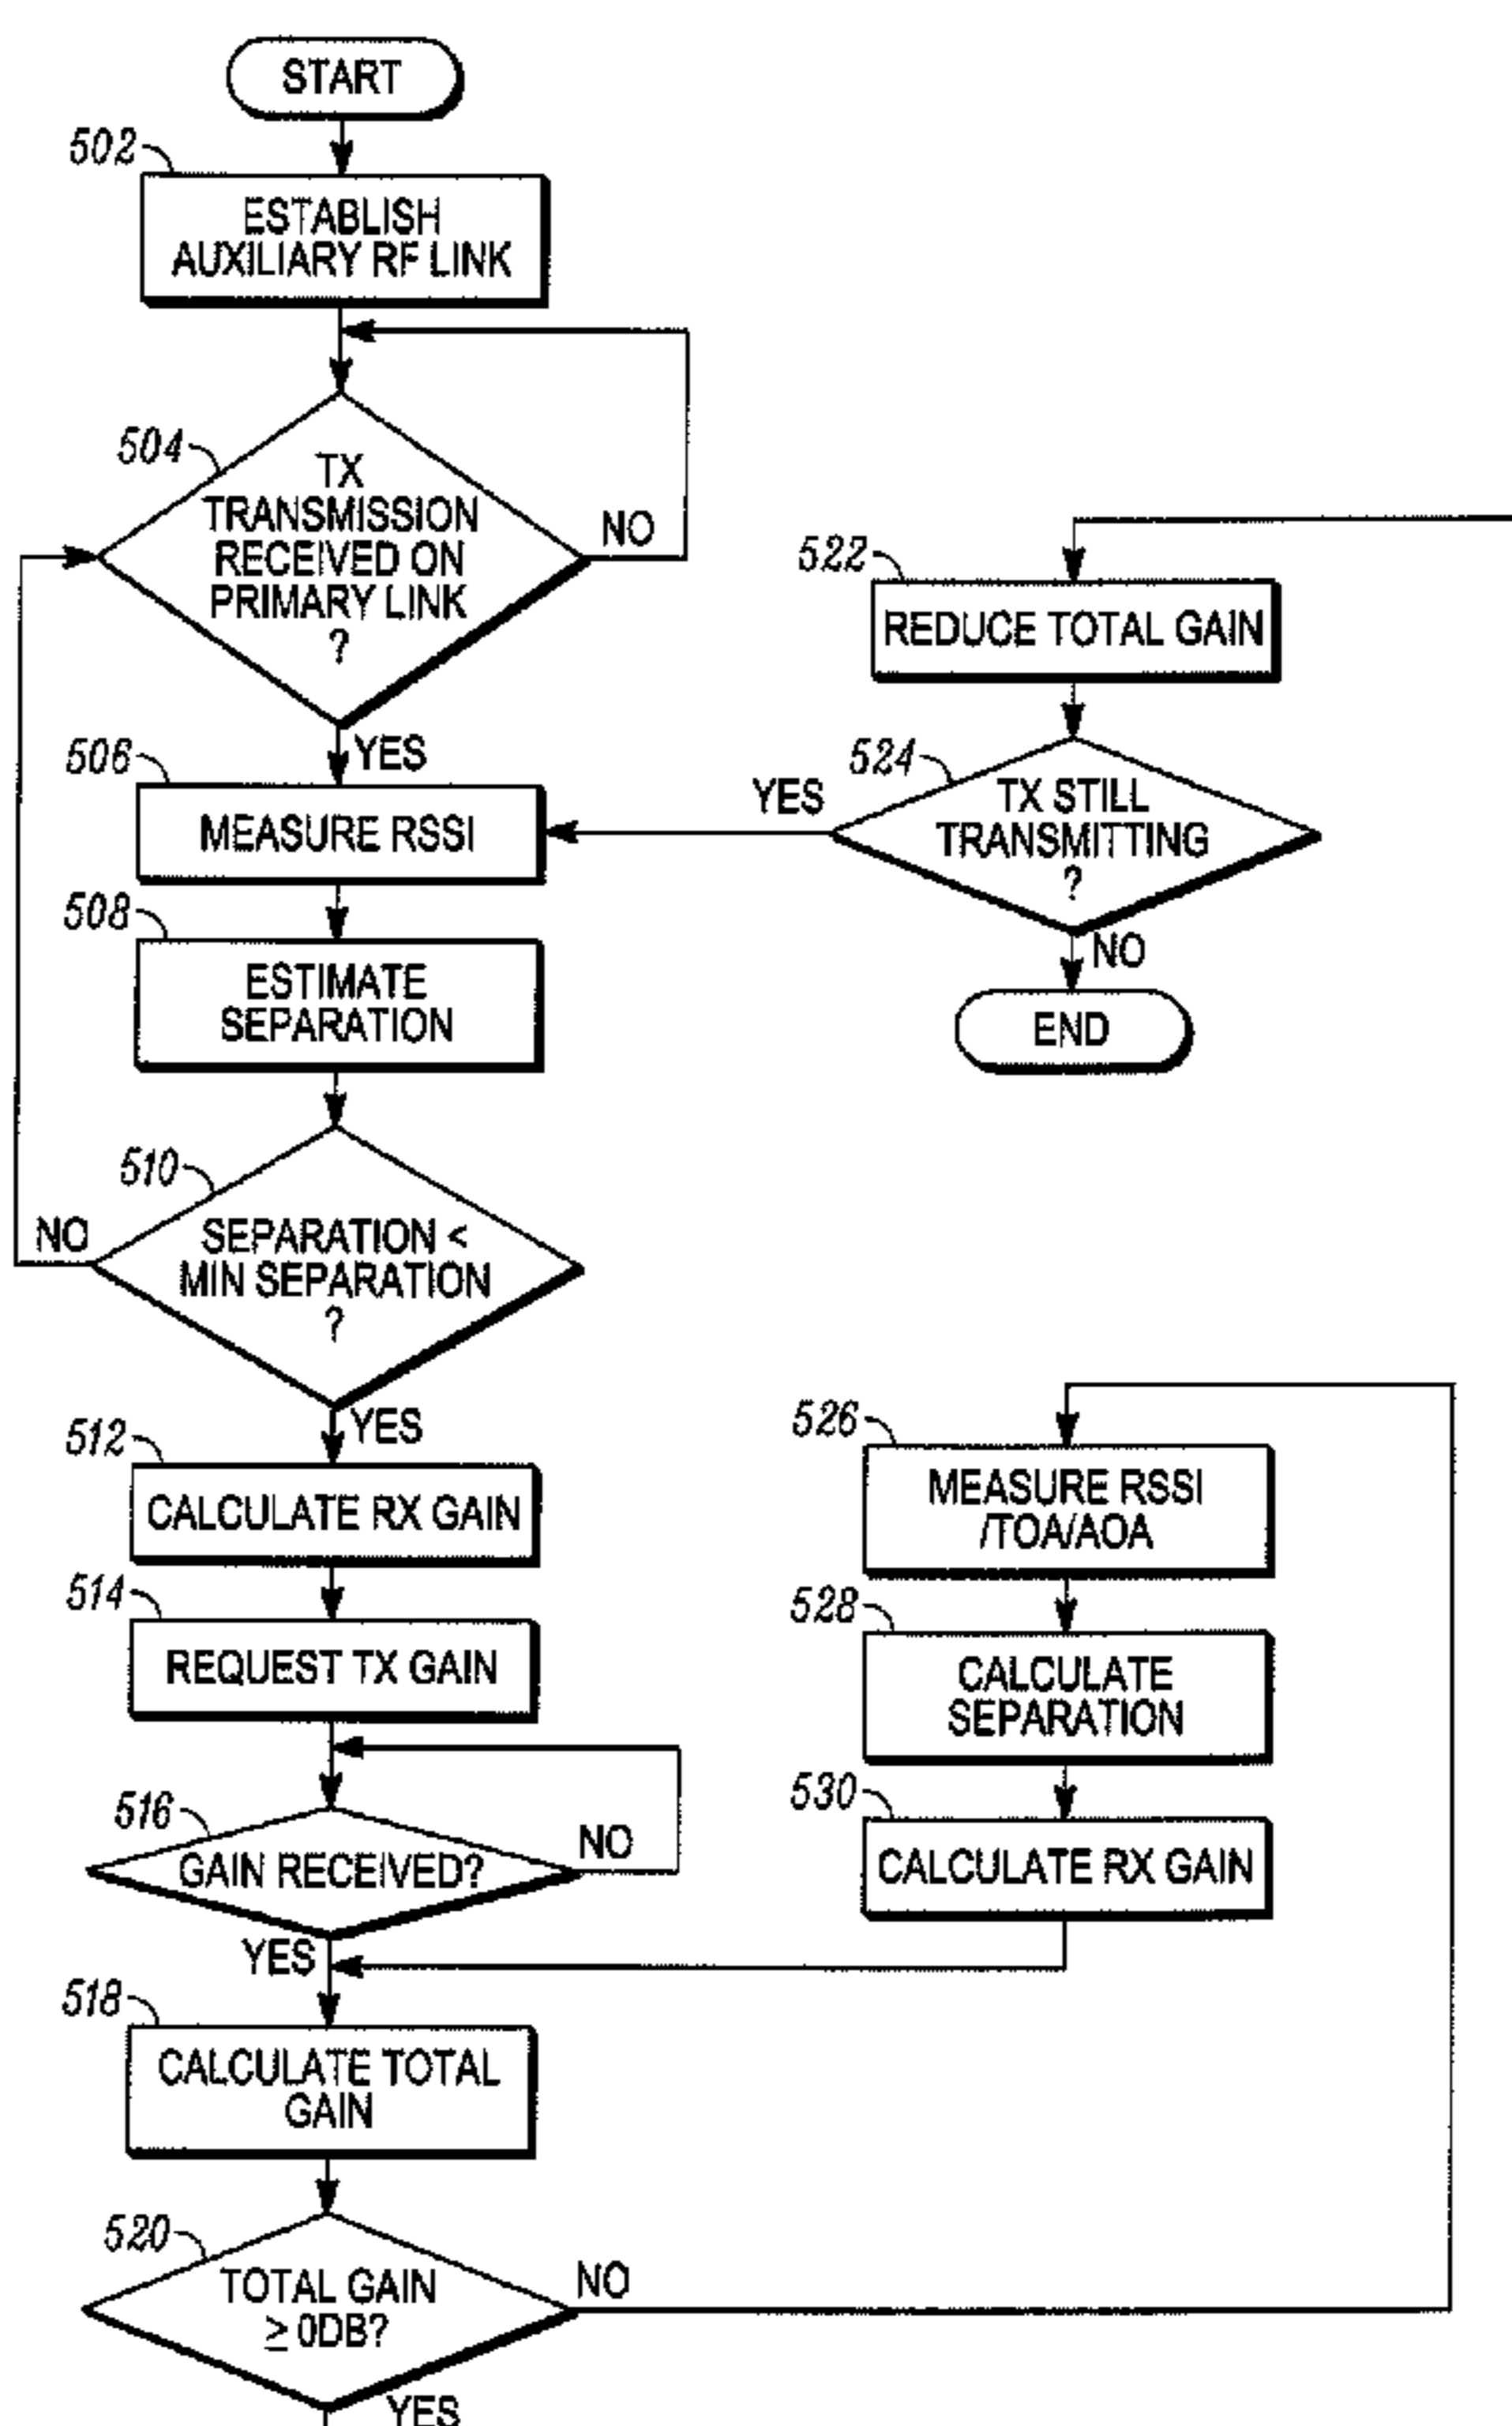 START
502
ESTABLISH
AUXILIARY RF LINK
504
TX
TRANSMISSION
RECEIVED ON
PRIMARY LINK
?
NO
YES
506
MEASURE RSSI
508
ESTIMATE
SEPARATION
510
SEPARATION <
MIN SEPARATION
?
NO
YES
512
CALCULATE RX GAIN
514
REQUEST TX GAIN
516
GAIN RECEIVED?
NO
YES
518
CALCULATE TOTAL
GAIN
520
TOTAL GAIN
≥ 0DB?
NO
YES
522
REDUCE TOTAL GAIN
524
TX STILL
TRANSMITTING
?
YES
NO
END
526
MEASURE RSSI
/TOA/AOA
528
CALCULATE
SEPARATION
530
CALCULATE RX GAIN